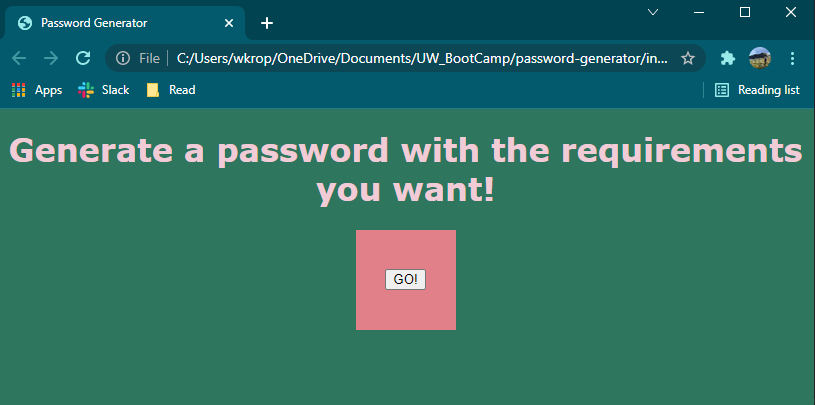 Password Generator
File C:/Users/wkrop/OneDrive/Documents/UW_BootCamp/password-generator/in...
Apps Slack Read Reading list
Generate a password with the requirements
you want!
GO!